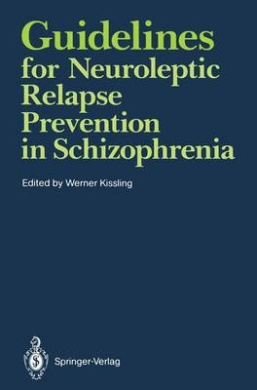 Guidelines
for Neuroleptic
Relapse
Prevention
in Schizophrenia
Edited by Werner Kissling
Springer-Verlag